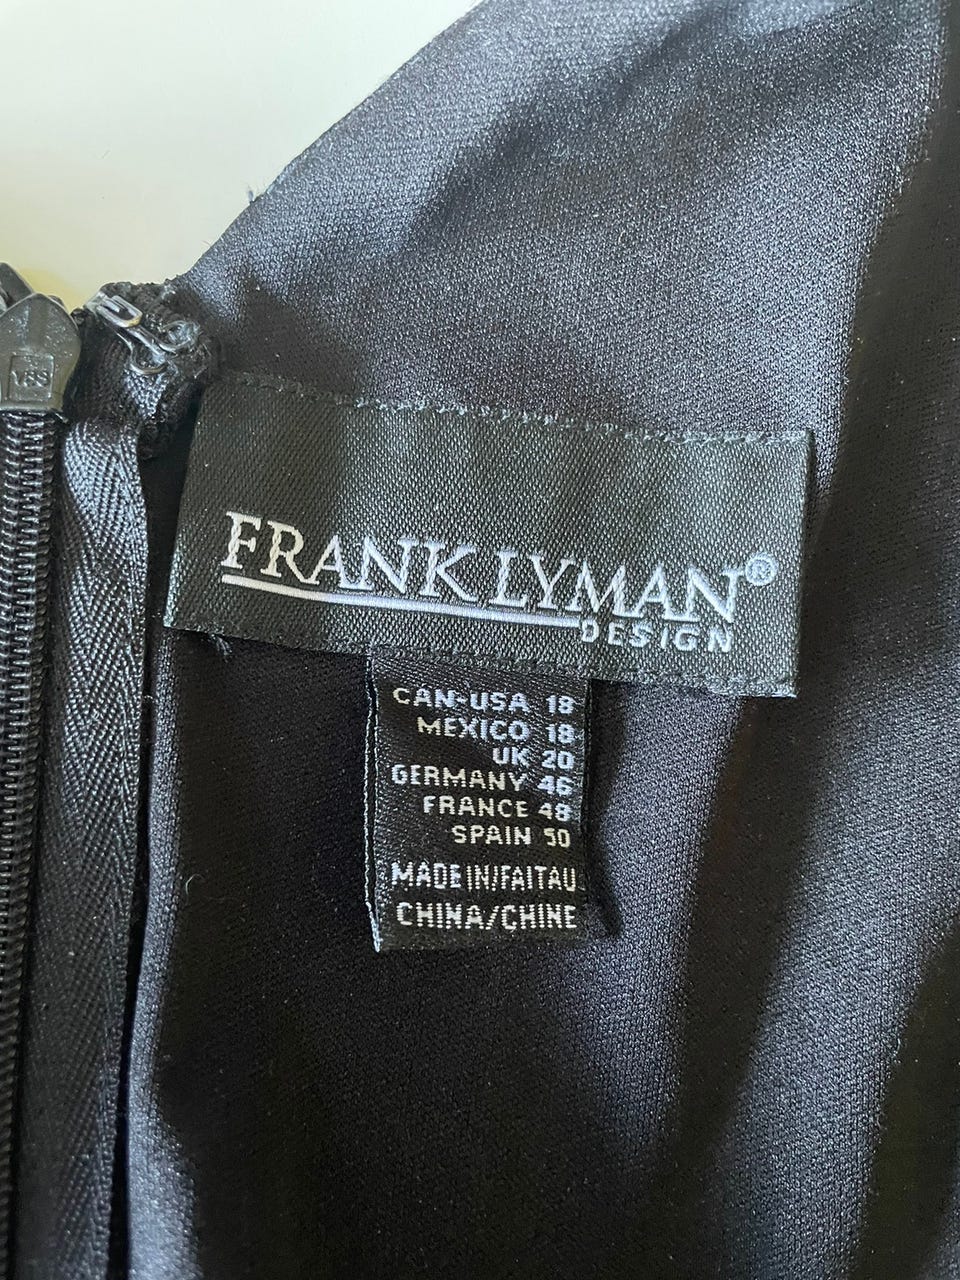 FRANK LYMAN®
DESIGN
CAN-USA 18
MEXICO 18
UK 20
GERMANY 46
FRANCE 48
SPAIN 50
MADE IN/FAIT AU
CHINA/CHINE